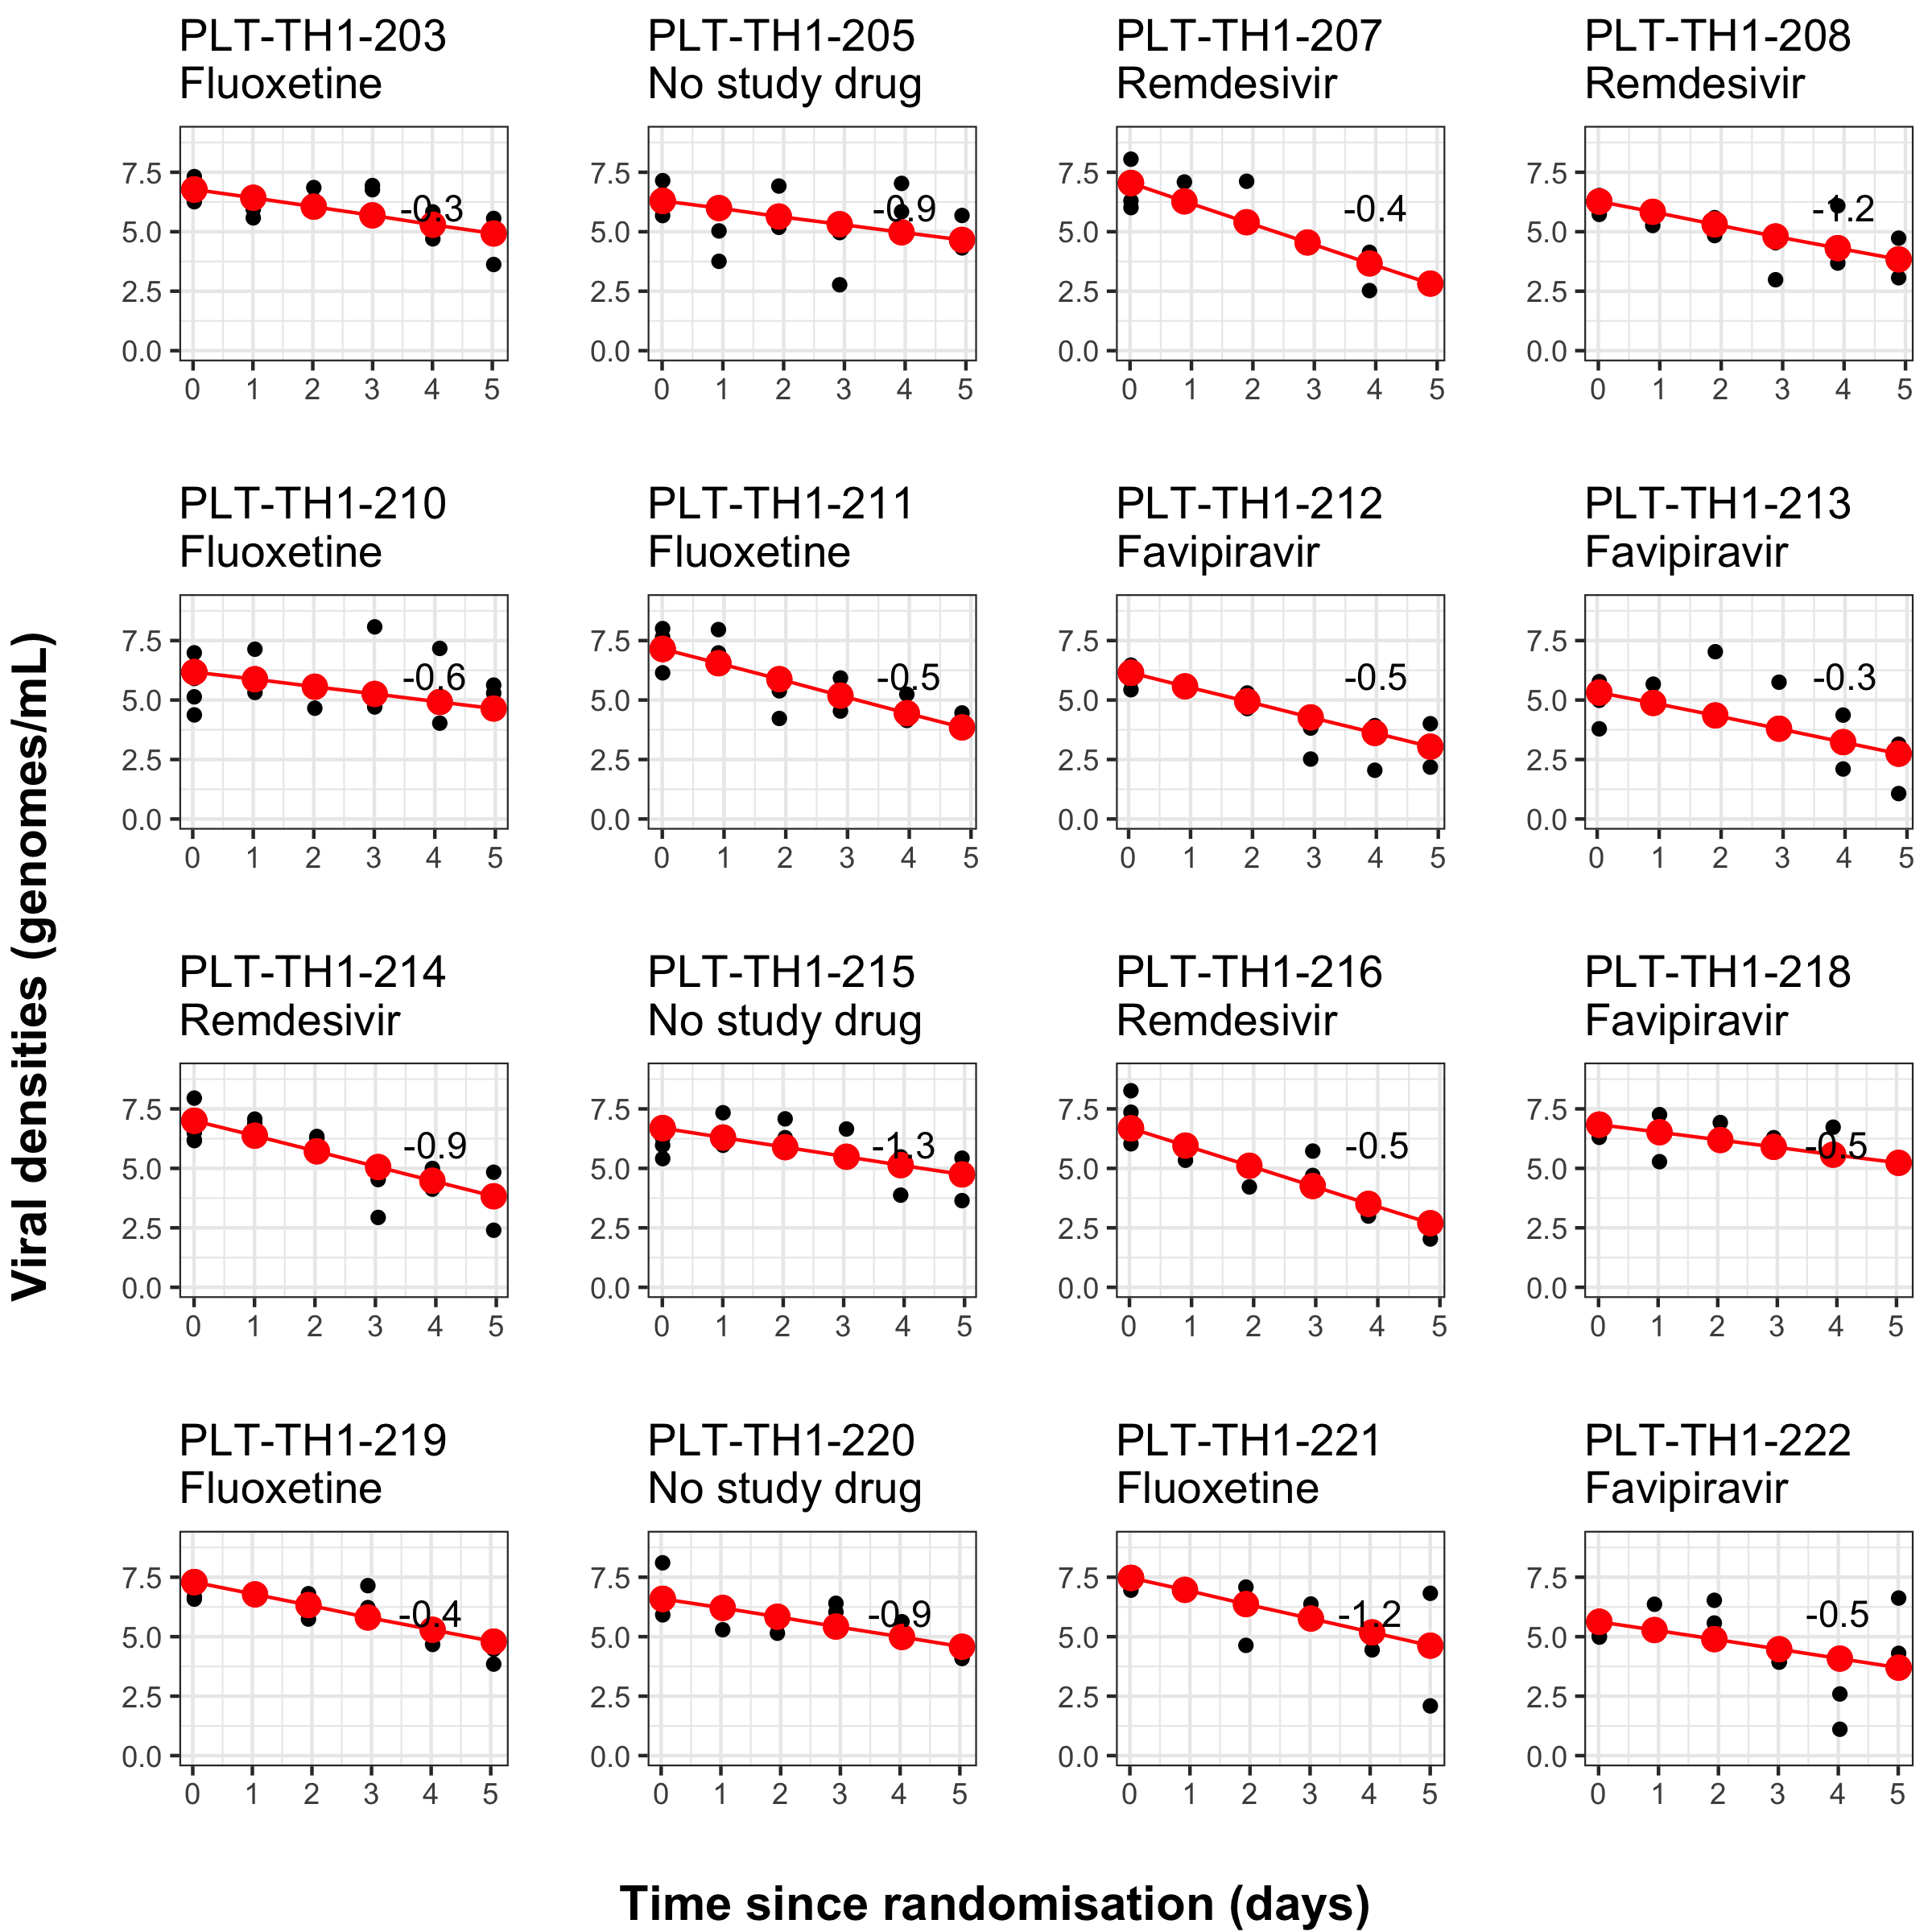 PLT-TH1-203
Fluoxetine
7.5
5.0
2.5
0.0
-0.3
0 1 2 3 4 5
PLT-TH1-205
No study drug
7.5
5.0
2.5
0.0
-0.9
0 1 2 3 4 5
PLT-TH1-207
Remdesivir
7.5
5.0
2.5
0.0
-0.4
0 1 2 3 4 5
PLT-TH1-208
Remdesivir
7.5
5.0
2.5
0.0
-1.2
0 1 2 3 4 5
PLT-TH1-210
Fluoxetine
7.5
5.0
2.5
0.0
-0.6
0 1 2 3 4 5
PLT-TH1-211
Fluoxetine
7.5
5.0
2.5
0.0
-0.5
0 1 2 3 4 5
PLT-TH1-212
Favipiravir
7.5
5.0
2.5
0.0
-0.5
0 1 2 3 4 5
PLT-TH1-213
Favipiravir
7.5
5.0
2.5
0.0
-0.3
0 1 2 3 4 5
Viral densities (genomes/mL)
PLT-TH1-214
Remdesivir
7.5
5.0
2.5
0.0
-0.9
0 1 2 3 4 5
PLT-TH1-215
No study drug
7.5
5.0
2.5
0.0
-1.3
0 1 2 3 4 5
PLT-TH1-216
Remdesivir
7.5
5.0
2.5
0.0
-0.5
0 1 2 3 4 5
PLT-TH1-218
Favipiravir
7.5
5.0
2.5
0.0
-0.5
0 1 2 3 4 5
PLT-TH1-219
Fluoxetine
7.5
5.0
2.5
0.0
-0.4
0 1 2 3 4 5
PLT-TH1-220
No study drug
7.5
5.0
2.5
0.0
-0.9
0 1 2 3 4 5
PLT-TH1-221
Fluoxetine
7.5
5.0
2.5
0.0
-1.2
0 1 2 3 4 5
PLT-TH1-222
Favipiravir
7.5
5.0
2.5
0.0
-0.5
0 1 2 3 4 5
Time since randomisation (days)